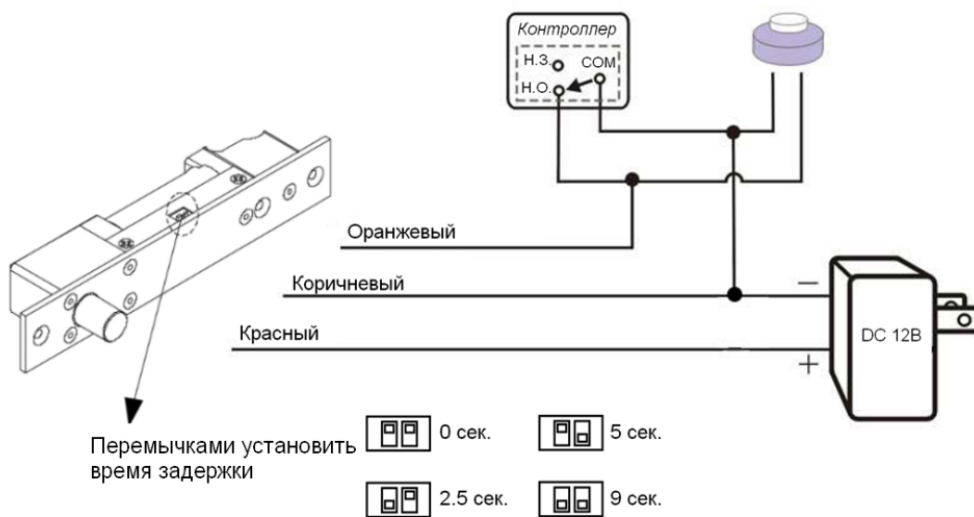 Контроллер
Н.З.
COM
Н.О.
Оранжевый
Коричневый
Красный
−
+
DC 12В
Перемычками установить
время задержки
0 сек.
5 сек.
2.5 сек.
9 сек.